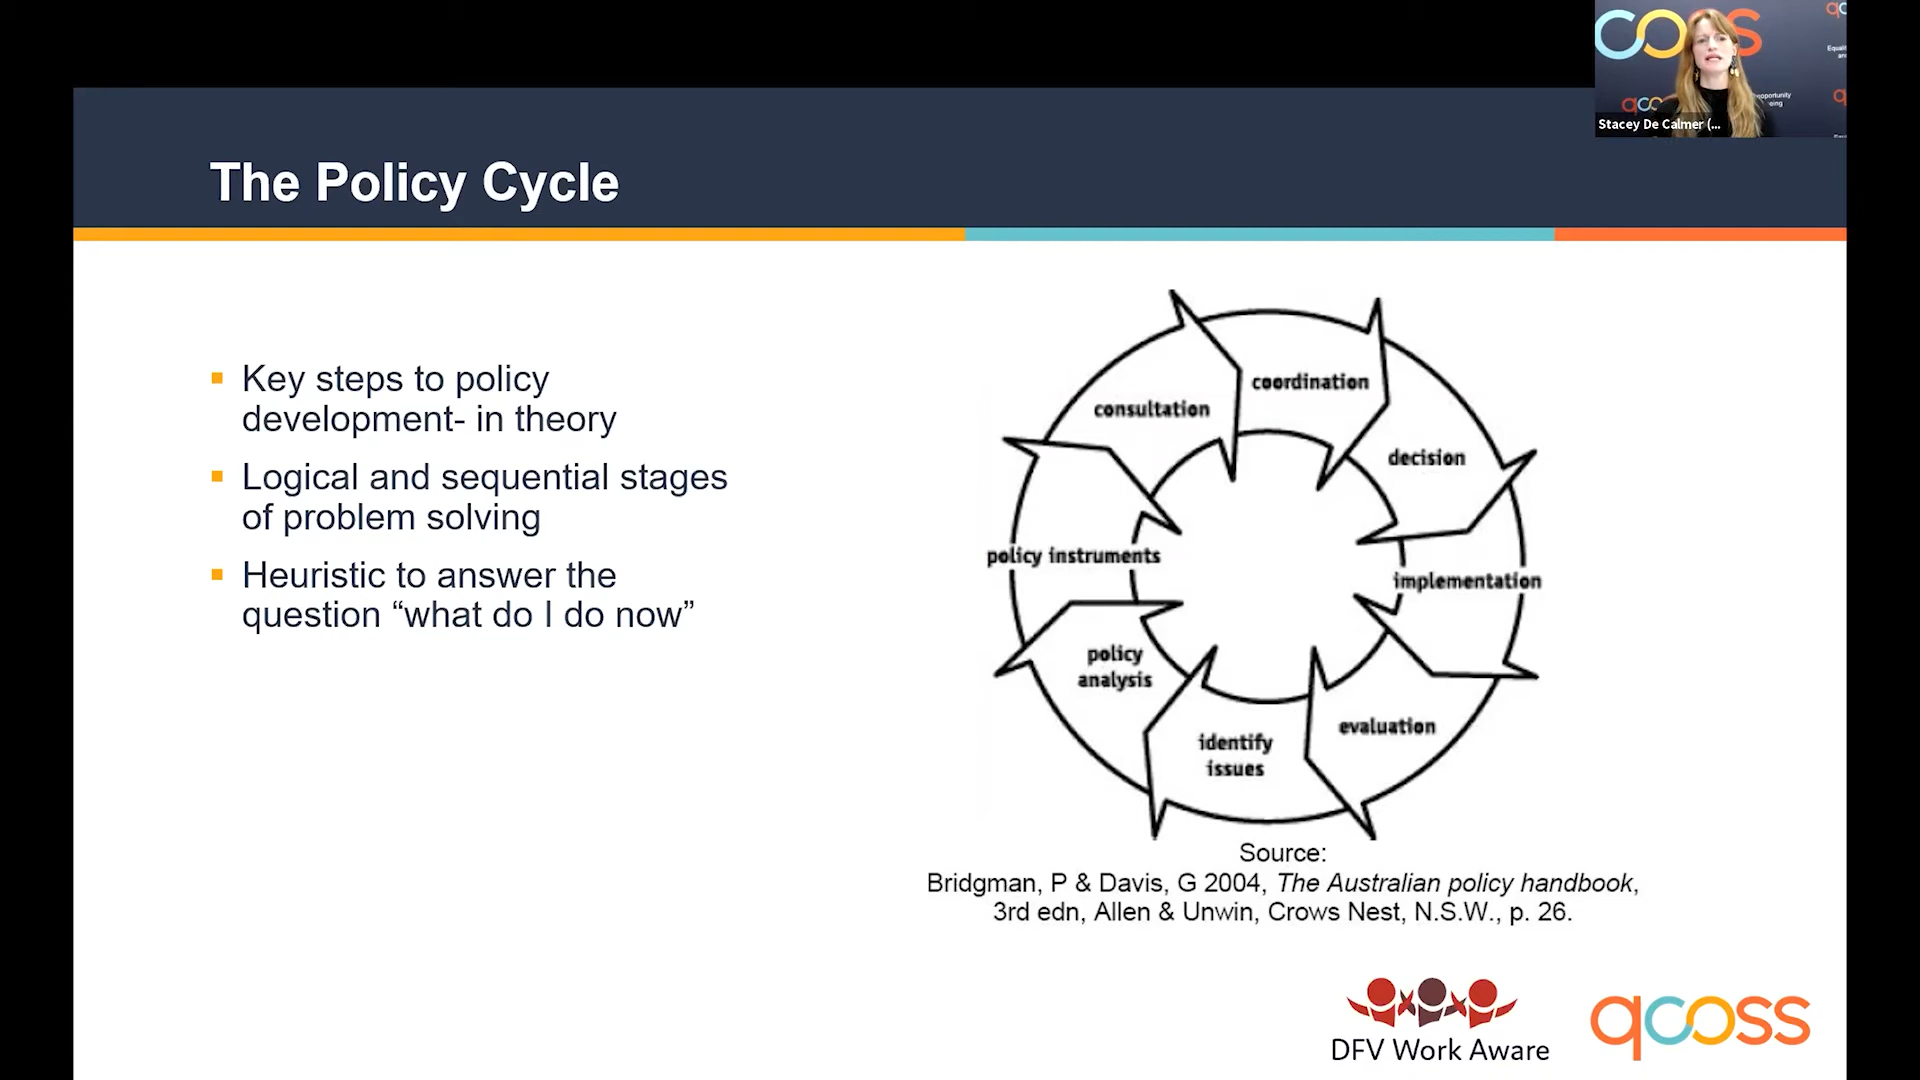 The Policy Cycle
Stacey De Calmer (...
▪ Key steps to policy
development- in theory
▪ Logical and sequential stages
of problem solving
▪ Heuristic to answer the
question “what do I do now”
coordination
consultation
decision
policy instruments
implementation
policy
analysis
evaluation
identify
issues
Source:
Bridgman, P & Davis, G 2004, The Australian policy handbook,
3rd edn, Allen & Unwin, Crows Nest, N.S.W., p. 26.
DFV Work Aware
qcoss